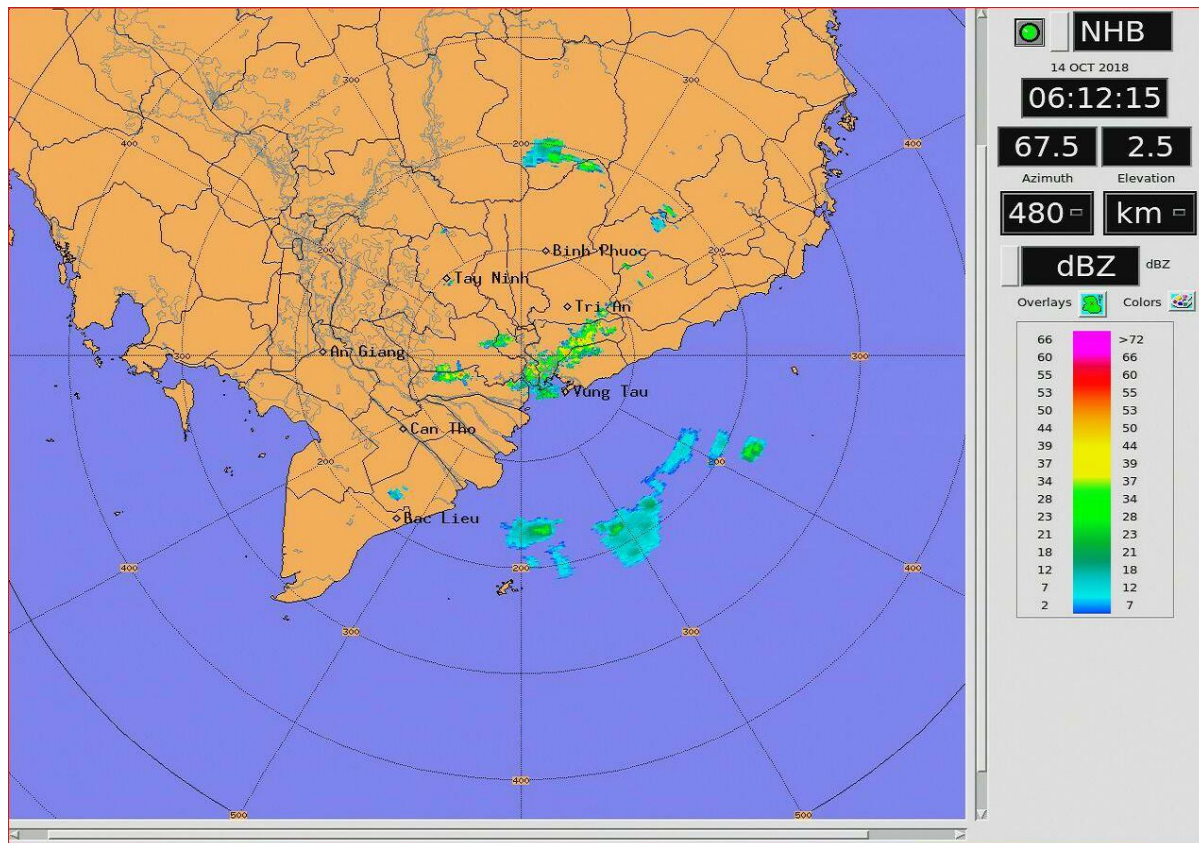 NHB
14 OCT 2018
06:12:15
67.5 2.5
Azimuth Elevation
480 km
dBZ dBZ
Overlays Colors
66 >72
60 66
55 60
53 55
50 53
44 50
39 44
37 39
34 37
28 34
23 28
21 23
18 21
12 18
7 12
2 7
300 300
400 200 400
Binh Phuoc
200 200
Tay Ninh
Tri An
An Giang
300 300
Vung Tau
Can Tho
200 200
Bac Lieu
400 200 400
300 300
400
500 500